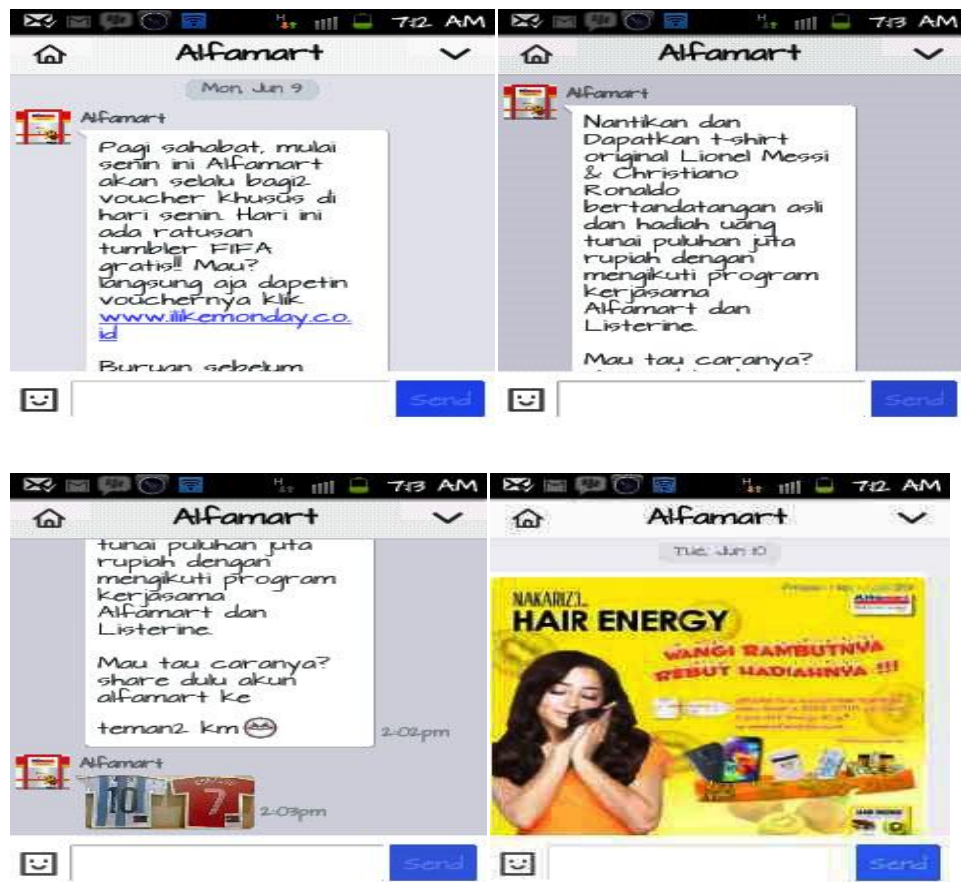 7:12 AM
Alfamart
Mon, Jun 9
Alfamart
Pagi sahabat, mulai
senin ini Alfamart
akan selalu bagi2
voucher khusus di
hari senin. Hari ini
ada ratusan
tumbler FIFA
gratis!! Mau?
langsung aja dapetin
vouchernya klik
www.ilikemonday.co.
id
Buruan sebelum
Send
7:13 AM
Alfamart
Alfamart
Nantikan dan
Dapatkan t-shirt
original Lionel Messi
& Christiano
Ronaldo
bertandatangan asli
dan hadiah uang
tunai puluhan juta
rupiah dengan
mengikuti program
kerjasama
Alfamart dan
Listerine.
Mau tau caranya?
Send
7:13 AM
Alfamart
tunai puluhan juta
rupiah dengan
mengikuti program
kerjasama
Alfamart dan
Listerine.
Mau tau caranya?
share dulu akun
alfamart ke
teman2 km
2:02pm
Alfamart
10
7
2:03pm
Send
7:12 AM
Alfamart
Tue, Jun 10
NAKARIZI
HAIR ENERGY
WANGI RAMBUTNYA
REBUT HADIAHNYA !!!
Send